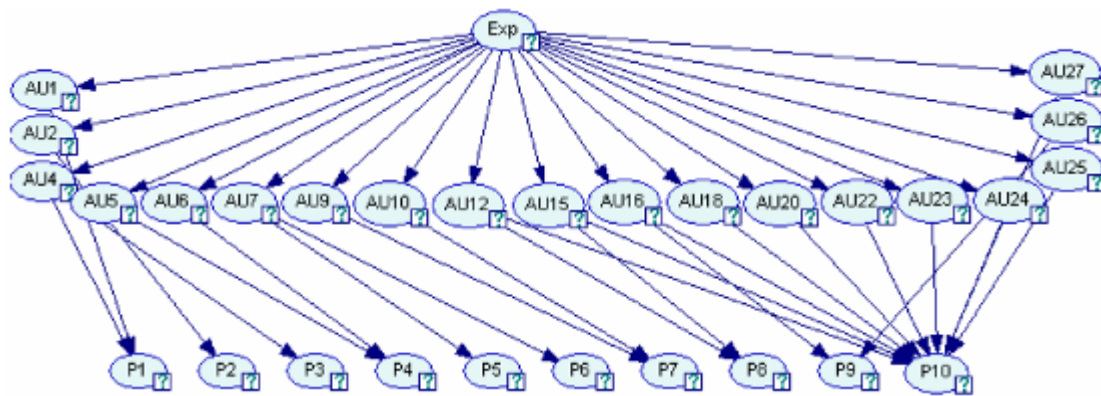 Exp ?
AU1 ?
AU27 ?
AU2 ?
AU26 ?
AU4 ?
AU25 ?
AU5 ? AU6 ? AU7 ? AU9 ? AU10 ? AU12 ? AU15 ? AU16 ? AU18 ? AU20 ? AU22 ? AU23 ? AU24 ?
P1 ? P2 ? P3 ? P4 ? P5 ? P6 ? P7 ? P8 ? P9 ? P10 ?